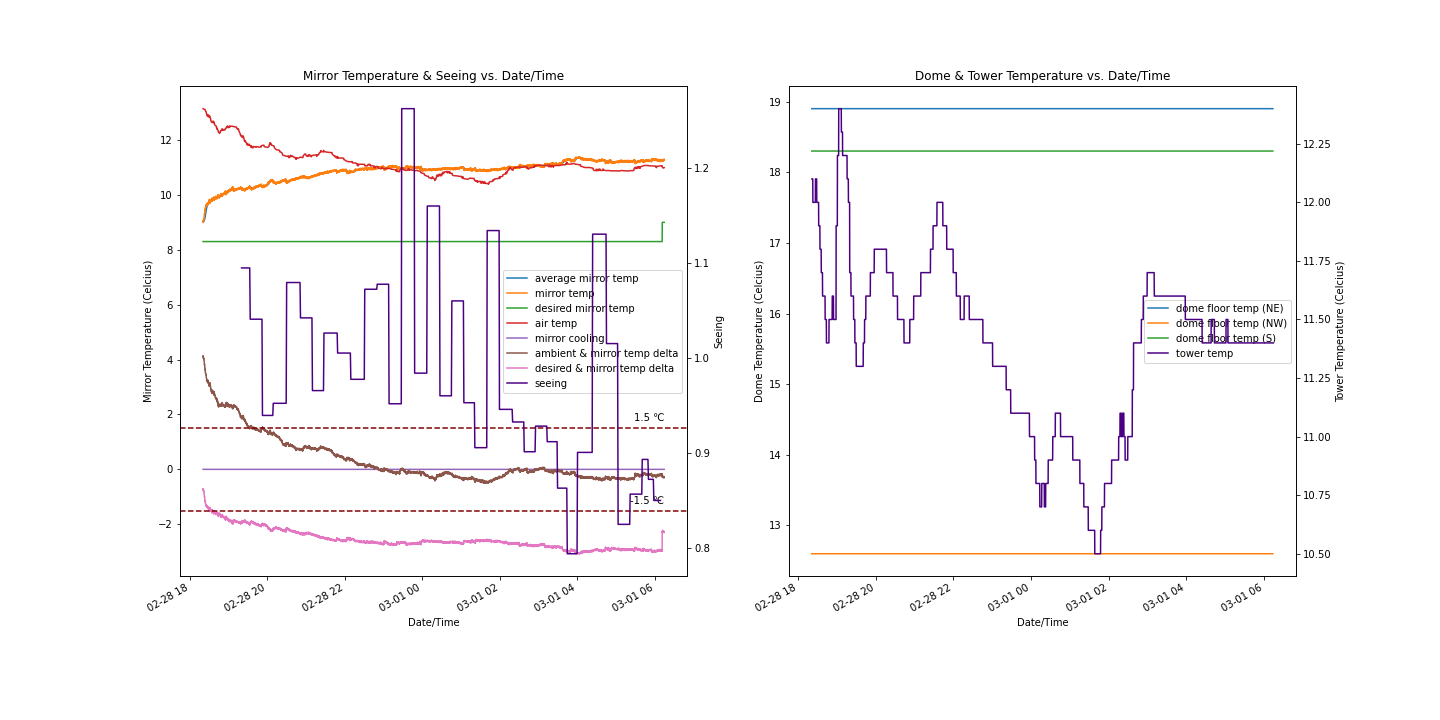 Mirror Temperature & Seeing vs. Date/Time
Mirror Temperature (Celcius)
12
10
8
6
4
2
0
−2
1.2
1.1
1.0
0.9
0.8
Seeing
average mirror temp
mirror temp
desired mirror temp
air temp
mirror cooling
ambient & mirror temp delta
desired & mirror temp delta
seeing
1.5 °C
-1.5 °C
02-28 18
02-28 20
02-28 22
03-01 00
03-01 02
03-01 04
03-01 06
Date/Time
Dome & Tower Temperature vs. Date/Time
Dome Temperature (Celcius)
19
18
17
16
15
14
13
12.25
12.00
11.75
11.50
11.25
11.00
10.75
10.50
Tower Temperature (Celcius)
dome floor temp (NE)
dome floor temp (NW)
dome floor temp (S)
tower temp
02-28 18
02-28 20
02-28 22
03-01 00
03-01 02
03-01 04
03-01 06
Date/Time